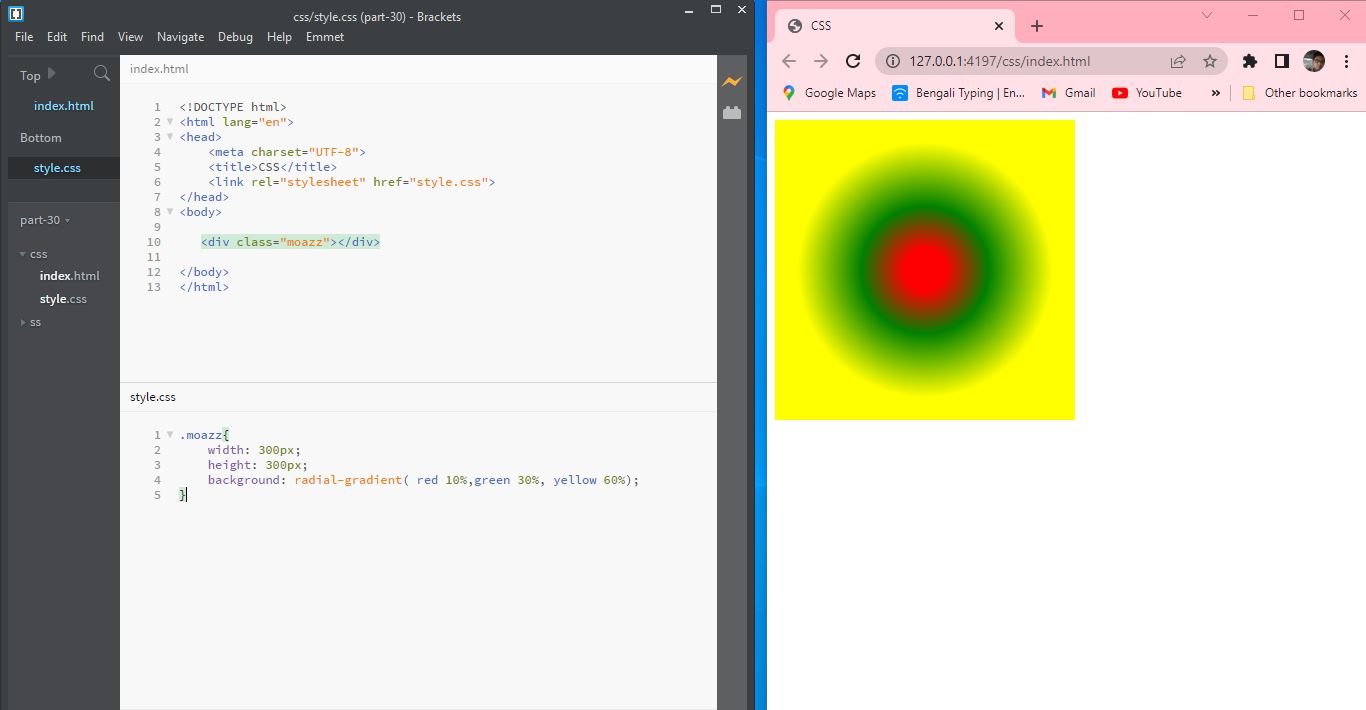 css/style.css (part-30) - Brackets
File Edit Find View Navigate Debug Help Emmet
Top
index.html
Bottom
style.css
part-30
css
index.html
style.css
ss
index.html
1 <!DOCTYPE html>
2 <html lang="en">
3 <head>
4 <meta charset="UTF-8">
5 <title>CSS</title>
6 <link rel="stylesheet" href="style.css">
7 </head>
8 <body>
9
10 <div class="moazz"></div>
11
12 </body>
13 </html>
style.css
1 .moazz{
2 width: 300px;
3 height: 300px;
4 background: radial-gradient( red 10%,green 30%, yellow 60%);
5 }
CSS
127.0.0.1:4197/css/index.html
Google Maps Bengali Typing | En... Gmail YouTube » Other bookmarks